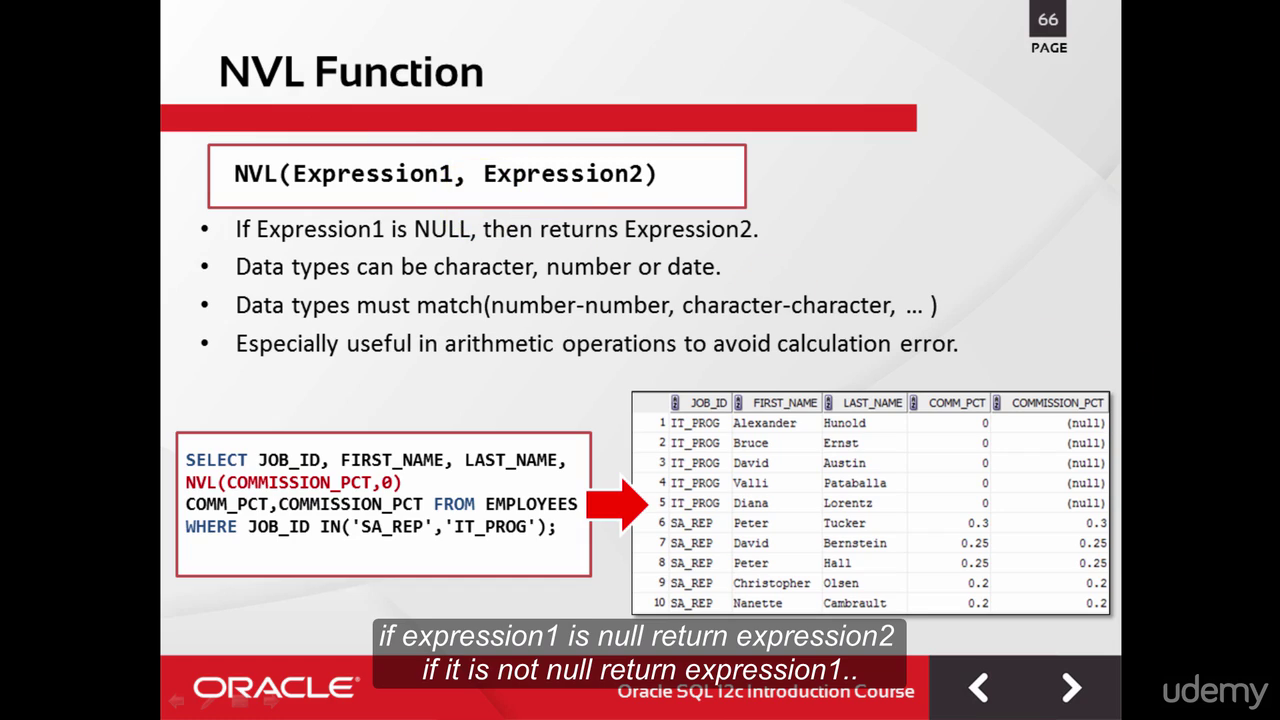 66
PAGE
NVL Function
NVL(Expression1, Expression2)
• If Expression1 is NULL, then returns Expression2.
• Data types can be character, number or date.
• Data types must match(number-number, character-character, … )
• Especially useful in arithmetic operations to avoid calculation error.
SELECT JOB_ID, FIRST_NAME, LAST_NAME,
NVL(COMMISSION_PCT,0)
COMM_PCT,COMMISSION_PCT FROM EMPLOYEES
WHERE JOB_ID IN('SA_REP','IT_PROG');
JOB_ID FIRST_NAME LAST_NAME COMM_PCT COMMISSION_PCT
1 IT_PROG Alexander Hunold 0 (null)
2 IT_PROG Bruce Ernst 0 (null)
3 IT_PROG David Austin 0 (null)
4 IT_PROG Valli Pataballa 0 (null)
5 IT_PROG Diana Lorentz 0 (null)
6 SA_REP Peter Tucker 0.3 0.3
7 SA_REP David Bernstein 0.25 0.25
8 SA_REP Peter Hall 0.25 0.25
9 SA_REP Christopher Olsen 0.2 0.2
10 SA_REP Nanette Cambrault 0.2 0.2
if expression1 is null return expression2
if it is not null return expression1..
ORACLE®
Oracle SQL 12c Introduction Course
udemy